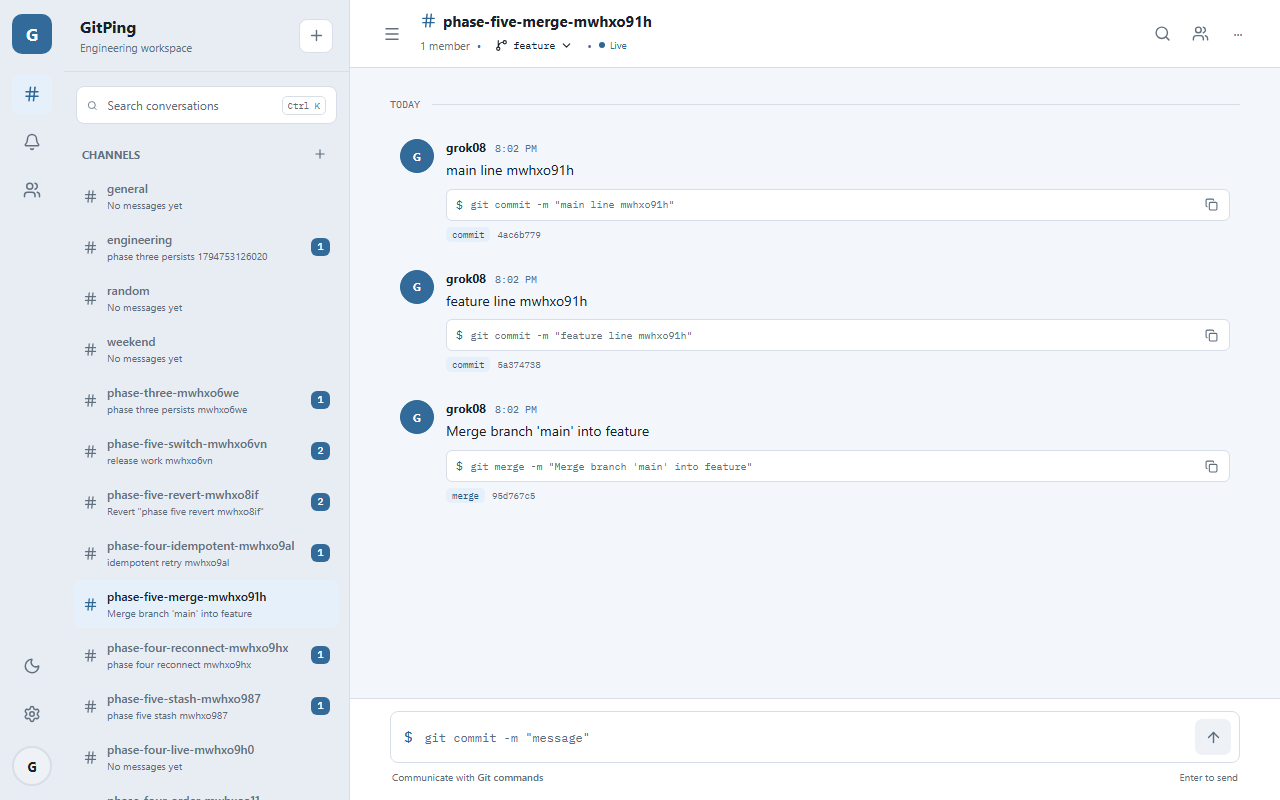 G
GitPing
Engineering workspace
Search conversations
Ctrl K
CHANNELS
general
No messages yet
engineering
phase three persists 1794753126020
1
random
No messages yet
weekend
No messages yet
phase-three-mwhxo6we
phase three persists mwhxo6we
1
phase-five-switch-mwhxo6vn
release work mwhxo6vn
2
phase-five-revert-mwhxo8if
Revert "phase five revert mwhxo8if"
2
phase-four-idempotent-mwhxo9al
idempotent retry mwhxo9al
1
phase-five-merge-mwhxo91h
Merge branch 'main' into feature
phase-four-reconnect-mwhxo9hx
phase four reconnect mwhxo9hx
1
phase-five-stash-mwhxo987
phase five stash mwhxo987
1
phase-four-live-mwhxo9h0
No messages yet
G
# phase-five-merge-mwhxo91h
1 member • feature • Live
TODAY
G
grok08 8:02 PM
main line mwhxo91h
$ git commit -m "main line mwhxo91h"
commit 4ac6b779
G
grok08 8:02 PM
feature line mwhxo91h
$ git commit -m "feature line mwhxo91h"
commit 5a374738
G
grok08 8:02 PM
Merge branch 'main' into feature
$ git merge -m "Merge branch 'main' into feature"
merge 95d767c5
$ git commit -m "message"
Communicate with Git commands
Enter to send